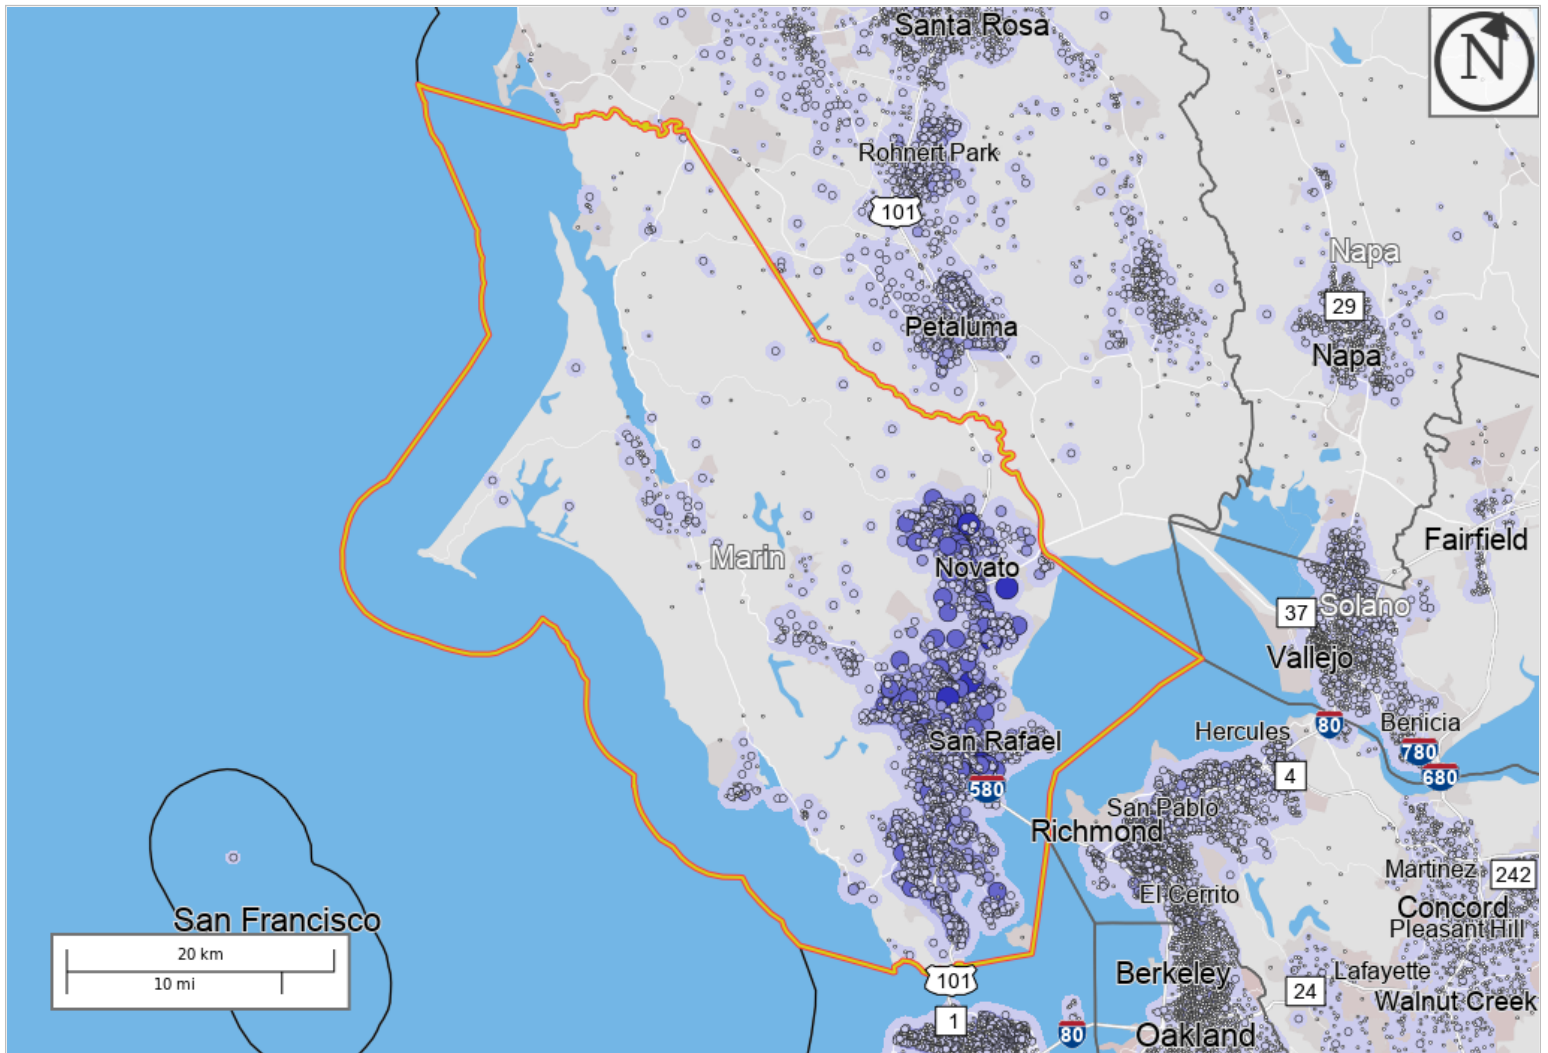 Santa Rosa
N
Rohnert Park
101
Napa
29
Petaluma
Napa
Fairfield
Marin
Novato
37
Solano
Vallejo
Hercules
80
Benicia
780
San Rafael
4
680
580
San Pablo
Richmond
Martinez
242
El Cerrito
Concord
San Francisco
Pleasant Hill
20 km
10 mi
101
Berkeley
Lafayette
24
Walnut Creek
1
80
Oakland